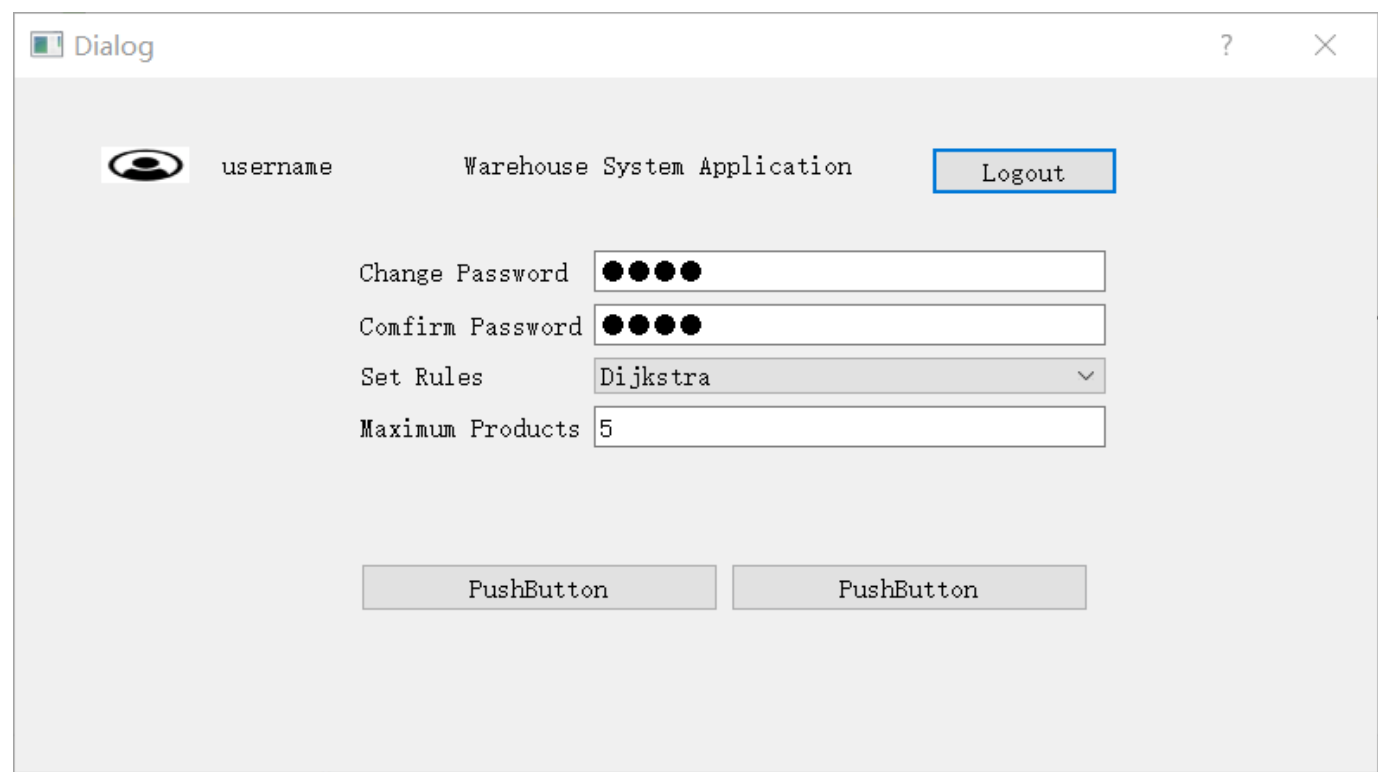 Dialog ?
username Warehouse System Application Logout
Change Password ●●●●
Comfirm Password ●●●●
Set Rules Dijkstra
Maximum Products 5
PushButton PushButton